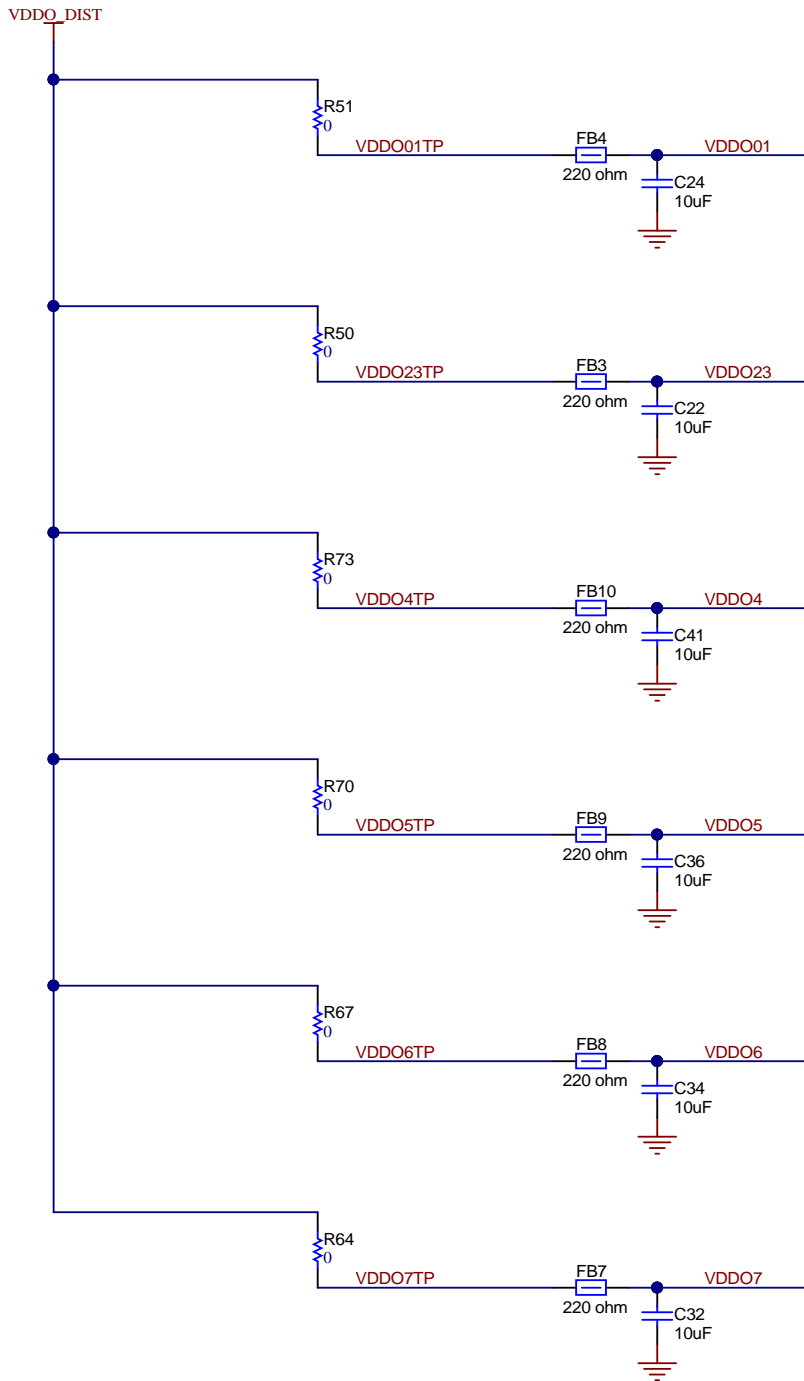 VDDO_DIST
R51
0
VDDO01TP
FB4
220 ohm
VDDO01
C24
10uF
R50
0
VDDO23TP
FB3
220 ohm
VDDO23
C22
10uF
R73
0
VDDO4TP
FB10
220 ohm
VDDO4
C41
10uF
R70
0
VDDO5TP
FB9
220 ohm
VDDO5
C36
10uF
R67
0
VDDO6TP
FB8
220 ohm
VDDO6
C34
10uF
R64
0
VDDO7TP
FB7
220 ohm
VDDO7
C32
10uF